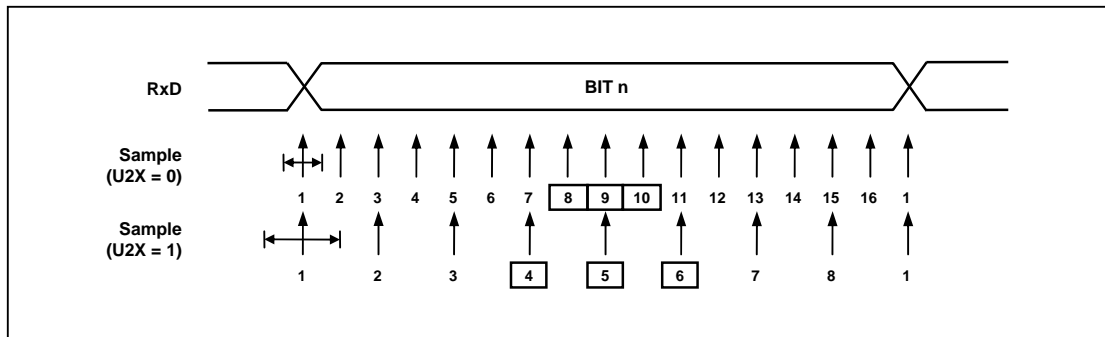 RxD
BIT n
Sample
(U2X = 0)
1 2 3 4 5 6 7 8 9 10 11 12 13 14 15 16 1
Sample
(U2X = 1)
1 2 3 4 5 6 7 8 1